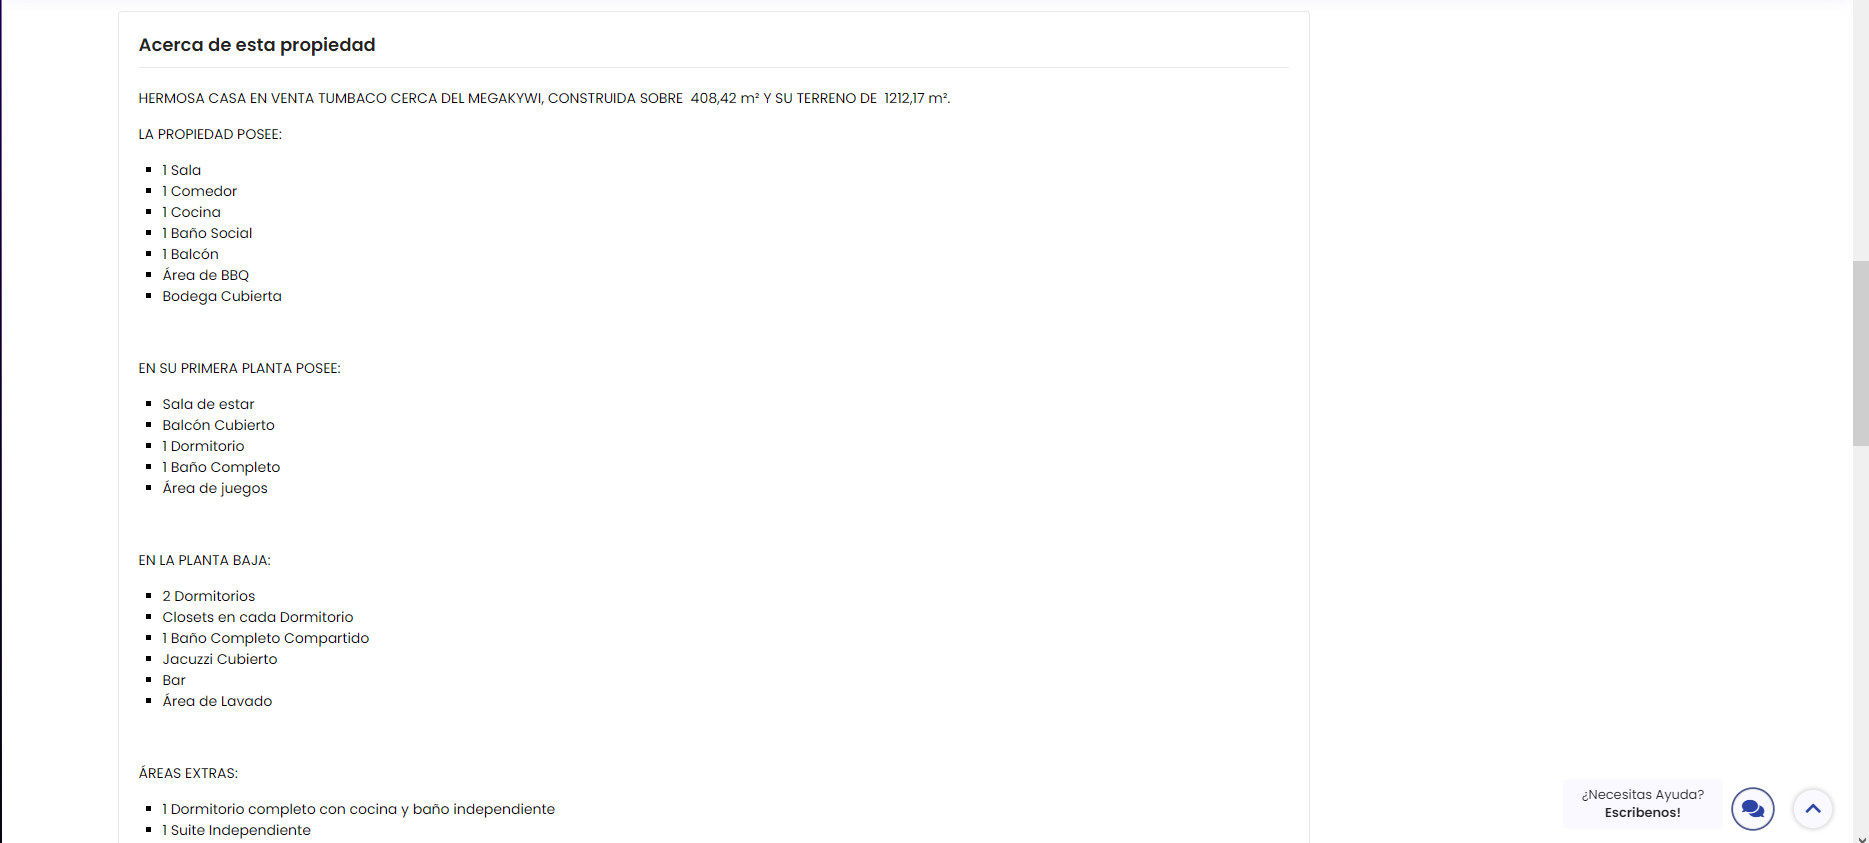 Acerca de esta propiedad
HERMOSA CASA EN VENTA TUMBACO CERCA DEL MEGAKYWI, CONSTRUIDA SOBRE  408,42 m² Y SU TERRENO DE  1212,17 m².
LA PROPIEDAD POSEE:
1 Sala
1 Comedor
1 Cocina
1 Baño Social
1 Balcón
Área de BBQ
Bodega Cubierta
EN SU PRIMERA PLANTA POSEE:
Sala de estar
Balcón Cubierto
1 Dormitorio
1 Baño Completo
Área de juegos
EN LA PLANTA BAJA:
2 Dormitorios
Closets en cada Dormitorio
1 Baño Completo Compartido
Jacuzzi Cubierto
Bar
Área de Lavado
ÁREAS EXTRAS:
1 Dormitorio completo con cocina y baño independiente
1 Suite Independiente
¿Necesitas Ayuda?
Escribenos!